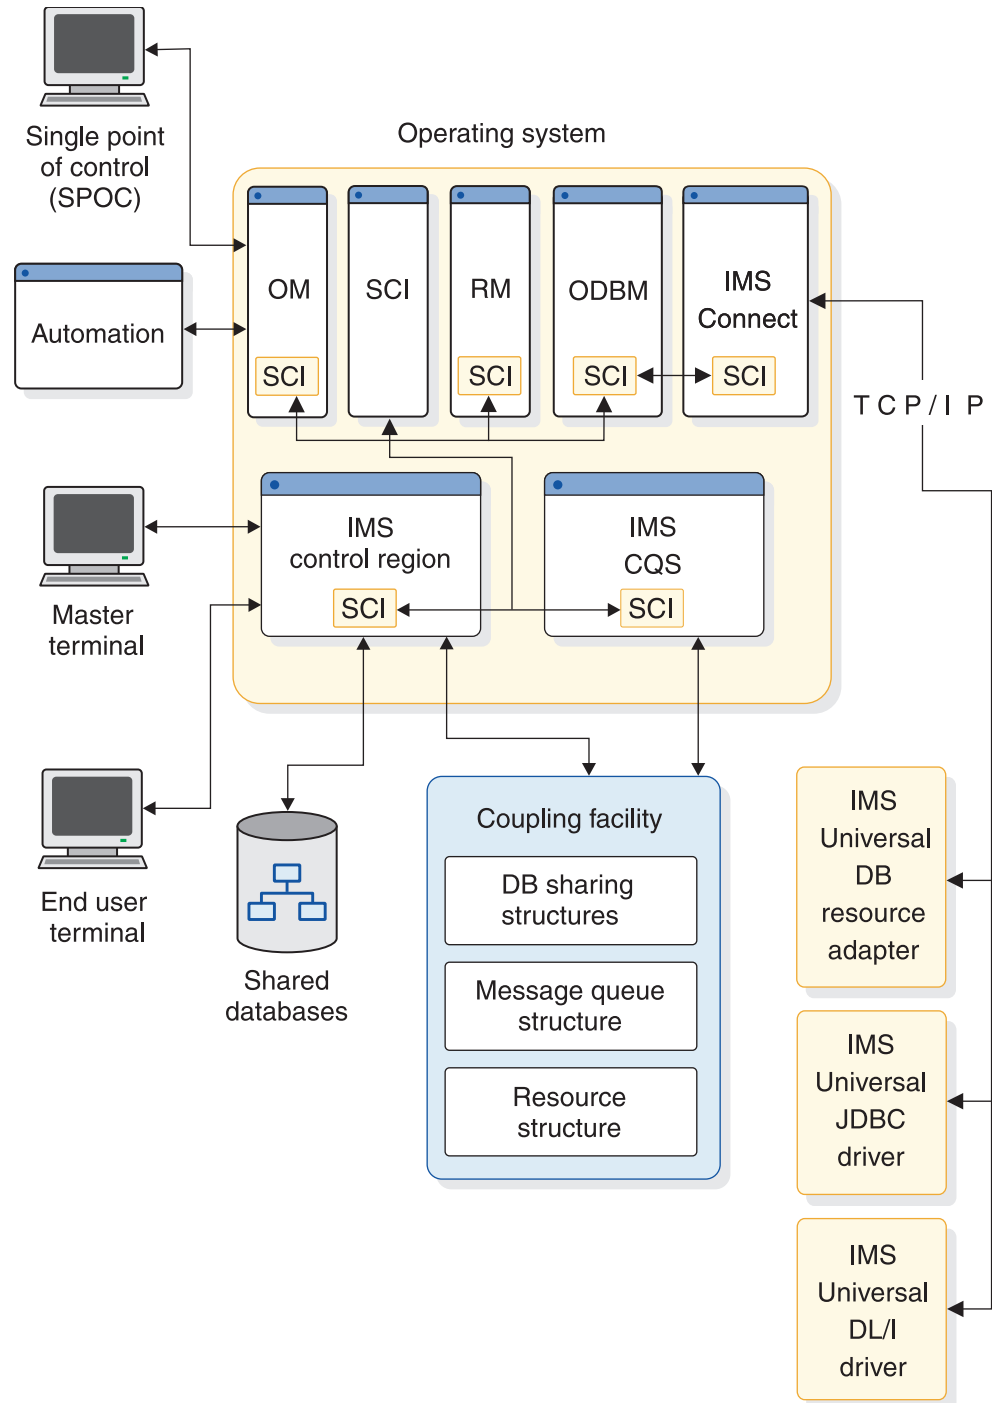 Single point
of control
(SPOC)
Operating system
Automation
OM
SCI
SCI
RM
SCI
ODBM
SCI
IMS
Connect
SCI
T C P / I P
Master
terminal
IMS
control region
SCI
IMS
CQS
SCI
End user
terminal
Shared
databases
Coupling facility
DB sharing
structures
Message queue
structure
Resource
structure
IMS
Universal
DB
resource
adapter
IMS
Universal
JDBC
driver
IMS
Universal
DL/I
driver